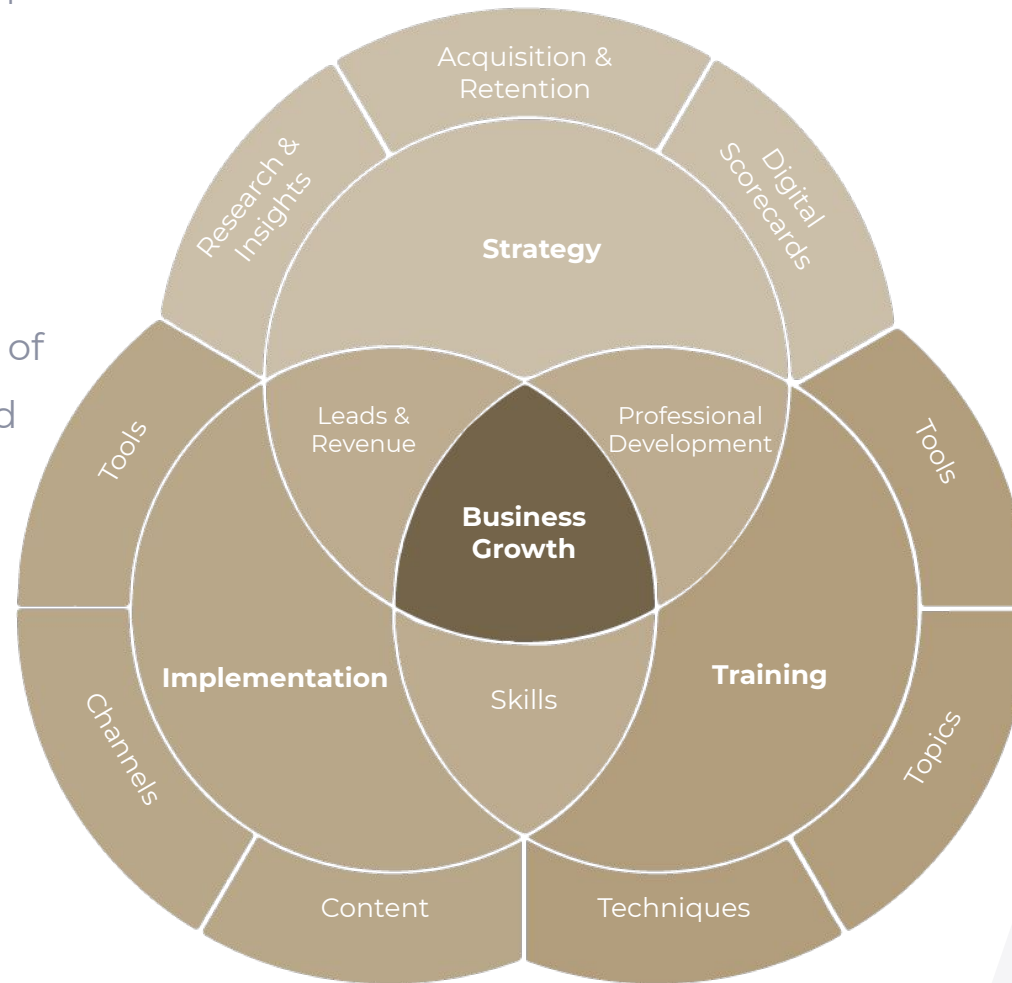 Acquisition &
Retention
Research &
Insights
Digital
Scorecards
Strategy
of
d
Tools
Leads &
Revenue
Professional
Development
Tools
Business
Growth
Implementation
Training
Skills
Channels
Topics
Content
Techniques